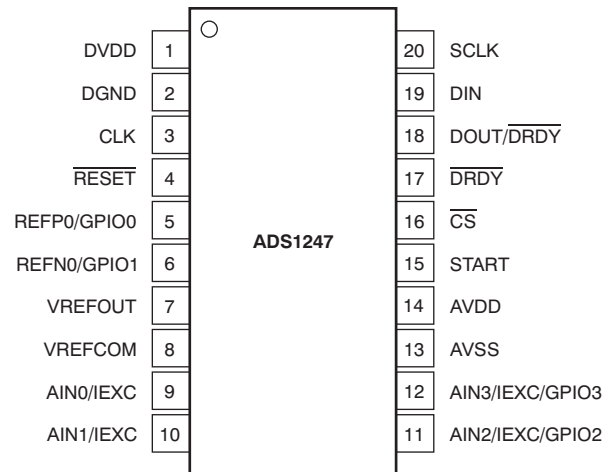 DVDD 1 20 SCLK
DGND 2 19 DIN
CLK 3 18 DOUT/DRDY
RESET 4 17 DRDY
REFP0/GPIO0 5 16 CS
ADS1247
REFN0/GPIO1 6 15 START
VREFOUT 7 14 AVDD
VREFCOM 8 13 AVSS
AIN0/IEXC 9 12 AIN3/IEXC/GPIO3
AIN1/IEXC 10 11 AIN2/IEXC/GPIO2